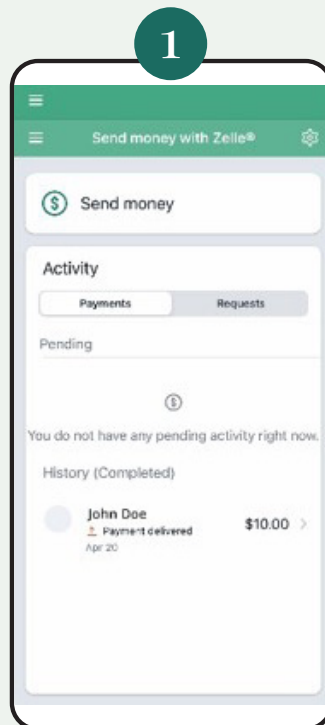 1
Send money with Zelle®
Send money
Activity
Payments Requests
Pending
You do not have any pending activity right now.
History (Completed)
John Doe
Payment delivered
$10.00
Apr 20